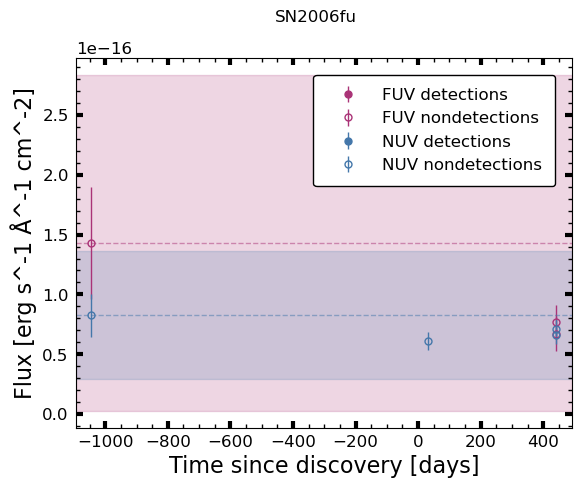 SN2006fu
1e−16
Flux [erg s^-1 Å^-1 cm^-2]
2.5
2.0
1.5
1.0
0.5
0.0
FUV detections
FUV nondetections
NUV detections
NUV nondetections
−1000 −800 −600 −400 −200 0 200 400
Time since discovery [days]